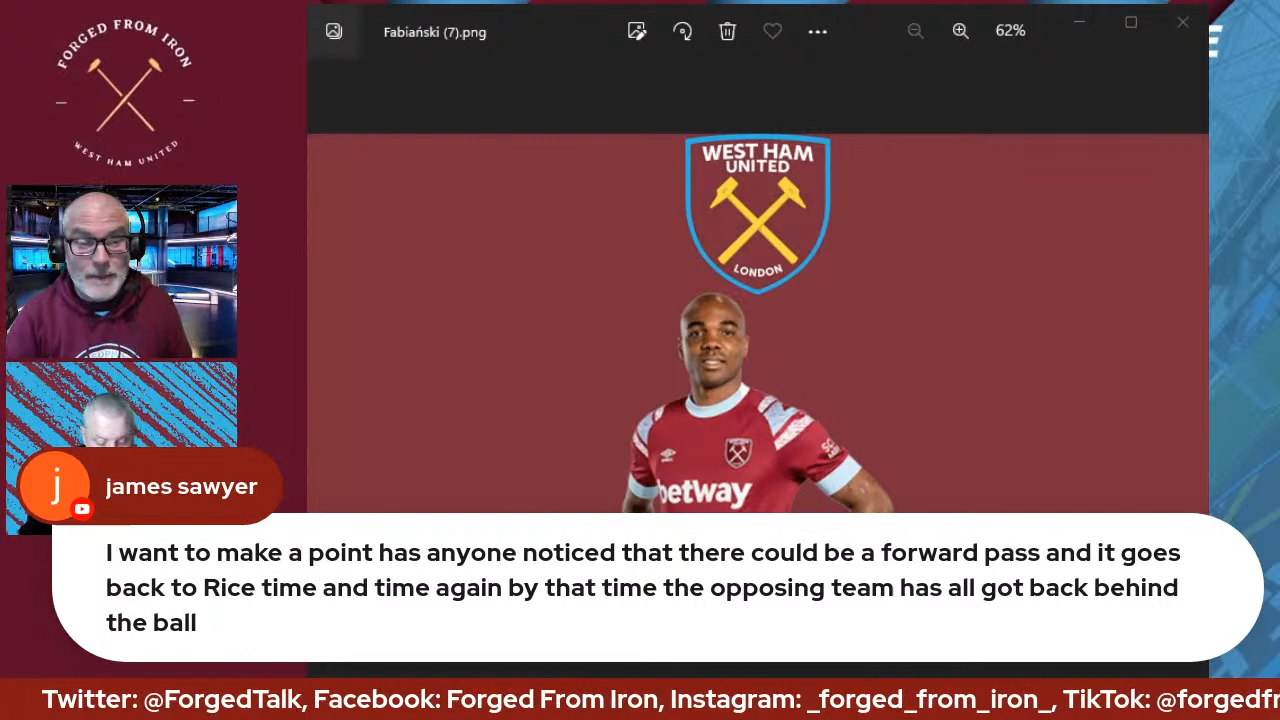 FORGED FROM IRON
WEST HAM UNITED
Fabiański (7).png
62%
WEST HAM
UNITED
LONDON
betway
j
james sawyer
I want to make a point has anyone noticed that there could be a forward pass and it goes
back to Rice time and time again by that time the opposing team has all got back behind
the ball
Twitter: @ForgedTalk, Facebook: Forged From Iron, Instagram: _forged_from_iron_, TikTok: @forgedfr